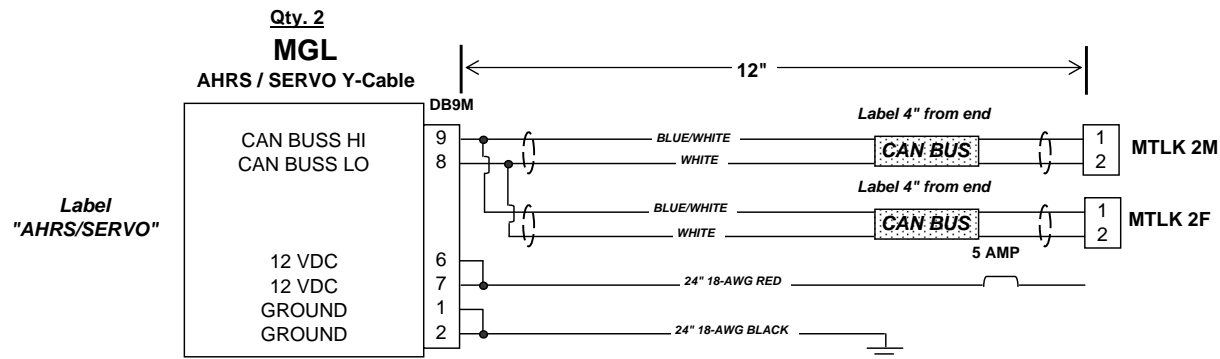 Qty. 2
MGL
AHRS / SERVO Y-Cable
12"
DB9M
Label 4" from end
CAN BUSS HI 9 BLUE/WHITE CAN BUS 1 MTLK 2M
CAN BUSS LO 8 WHITE 2
Label 4" from end
Label
"AHRS/SERVO"
BLUE/WHITE CAN BUS 1 MTLK 2F
WHITE 2
5 AMP
12 VDC 6
12 VDC 7 24" 18-AWG RED
GROUND 1
GROUND 2 24" 18-AWG BLACK